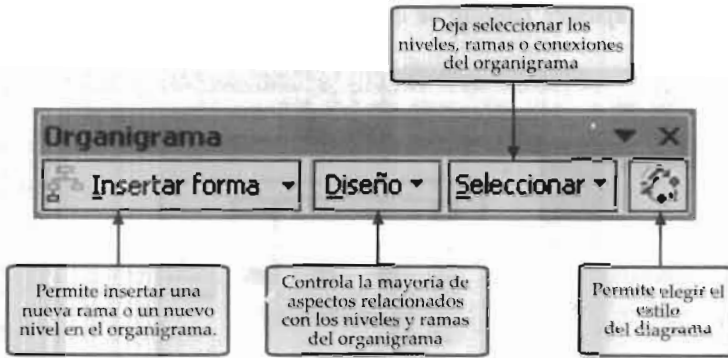 Deja seleccionar los
niveles, ramas o conexiones
del organigrama
Organigrama
Insertar forma
Diseño
Seleccionar
Permite insertar una
nueva rama o un nuevo
nivel en el organigrama.
Controla la mayoría de
aspectos relacionados
con los niveles y ramas
del organigrama
Permite elegir el
estilo
del diagrama